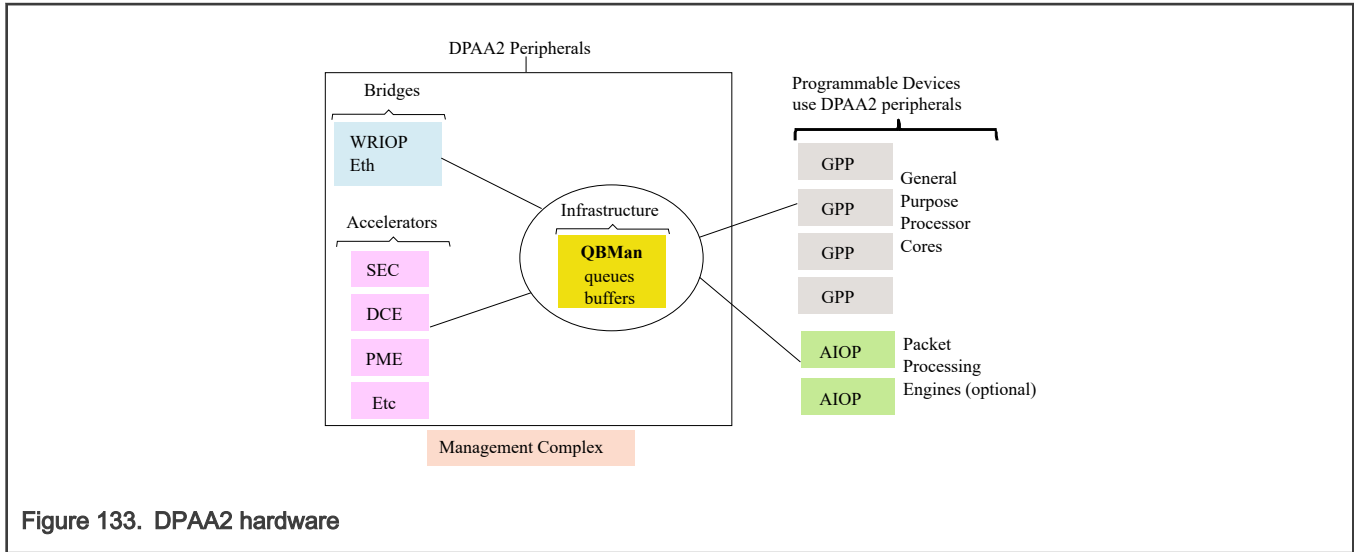 DPAA2 Peripherals
Bridges
WRIOP
Eth
Accelerators
SEC
DCE
PME
Etc
Infrastructure
QBMan
queues
buffers
Management Complex
Programmable Devices
use DPAA2 peripherals
GPP
GPP
GPP
GPP
General
Purpose
Processor
Cores
AIOP
AIOP
Packet
Processing
Engines (optional)
Figure 133. DPAA2 hardware